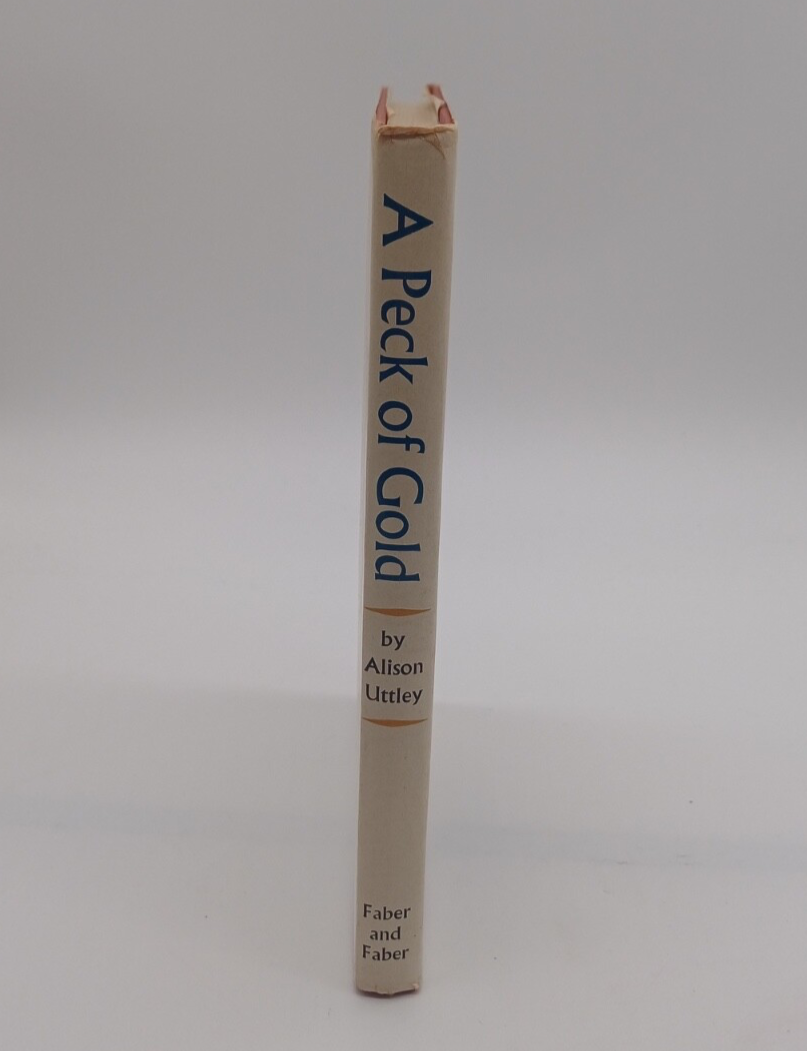 A Peck of Gold
by
Alison
Uttley
Faber
and
Faber